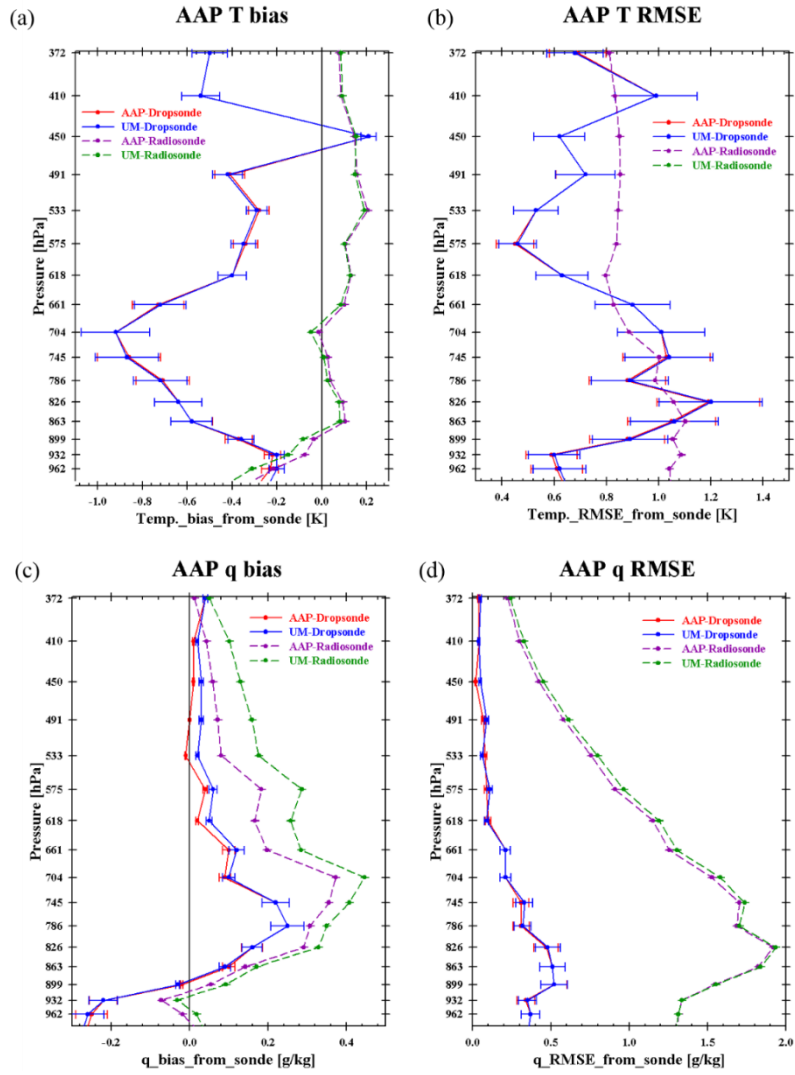 (a) AAP T bias
372
410
450
491
533
575
618
661
704
745
786
826
863
899
932
962
Pressure [hPa]
AAP-Dropsonde
UM-Dropsonde
AAP-Radiosonde
UM-Radiosonde
-1.0 -0.8 -0.6 -0.4 -0.2 0.0 0.2
Temp._bias_from_sonde [K]
(b) AAP T RMSE
372
410
450
491
533
575
618
661
704
745
786
826
863
899
932
962
Pressure [hPa]
AAP-Dropsonde
UM-Dropsonde
AAP-Radiosonde
UM-Radiosonde
0.4 0.6 0.8 1.0 1.2 1.4
Temp._RMSE_from_sonde [K]
(c) AAP q bias
372
410
450
491
533
575
618
661
704
745
786
826
863
899
932
962
Pressure [hPa]
AAP-Dropsonde
UM-Dropsonde
AAP-Radiosonde
UM-Radiosonde
-0.2 0.0 0.2 0.4
q_bias_from_sonde [g/kg]
(d) AAP q RMSE
372
410
450
491
533
575
618
661
704
745
786
826
863
899
932
962
Pressure [hPa]
AAP-Dropsonde
UM-Dropsonde
AAP-Radiosonde
UM-Radiosonde
0.0 0.5 1.0 1.5 2.0
q_RMSE_from_sonde [g/kg]